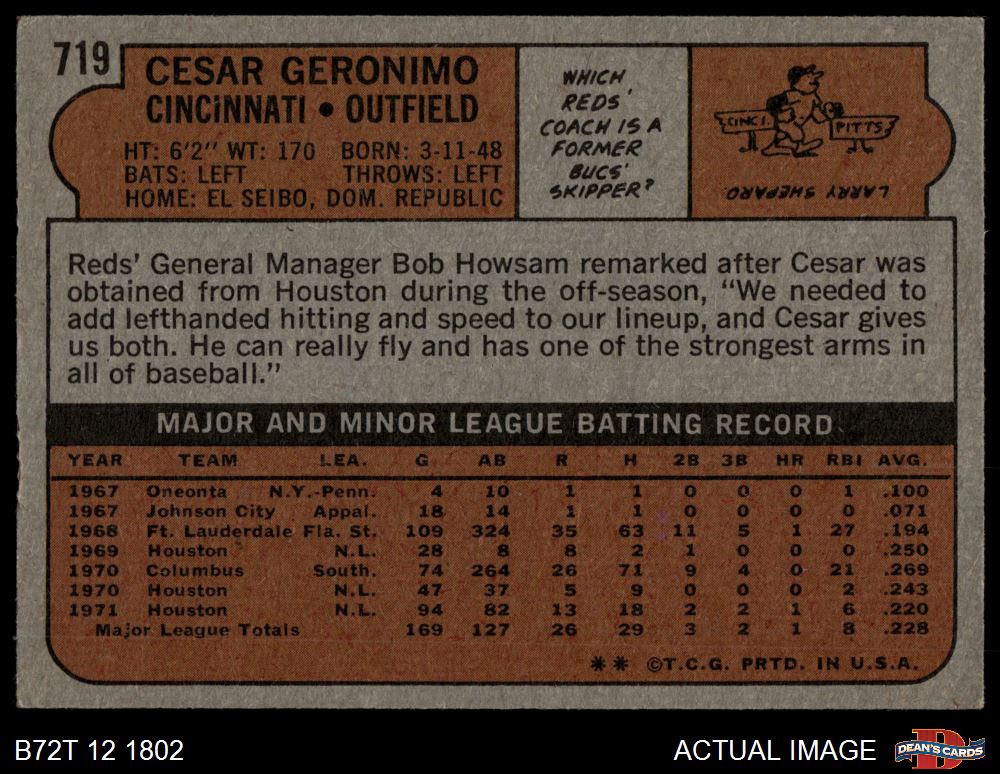 719
CESAR GERONIMO
CINCINNATI • OUTFIELD
HT: 6'2" WT: 170 BORN: 3-11-48
BATS: LEFT THROWS: LEFT
HOME: EL SEIBO, DOM. REPUBLIC
WHICH
REDS'
COACH IS A
FORMER
BUCS'
SKIPPER?
CINCI.
PITTS.
LARRY SHEPARD
Reds' General Manager Bob Howsam remarked after Cesar was
obtained from Houston during the off-season, "We needed to
add lefthanded hitting and speed to our lineup, and Cesar gives
us both. He can really fly and has one of the strongest arms in
all of baseball."
MAJOR AND MINOR LEAGUE BATTING RECORD
YEAR TEAM LEA. G AB R H 2B 3B HR RBI AVG.
1967 Oneonta N.Y.-Penn. 4 10 1 1 0 0 0 1 .100
1967 Johnson City Appal. 18 14 1 1 0 0 0 0 .071
1968 Ft. Lauderdale Fla. St. 109 324 35 63 11 5 1 27 .194
1969 Houston N.L. 28 8 8 2 1 0 0 0 .250
1970 Columbus South. 74 264 26 71 9 4 0 21 .269
1970 Houston N.L. 47 37 5 9 0 0 0 2 .243
1971 Houston N.L. 94 82 13 18 2 2 1 6 .220
Major League Totals 169 127 26 29 3 2 1 8 .228
** ©T.C.G. PRTD. IN U.S.A.
B72T 12 1802
ACTUAL IMAGE
D
DEAN'S CARDS